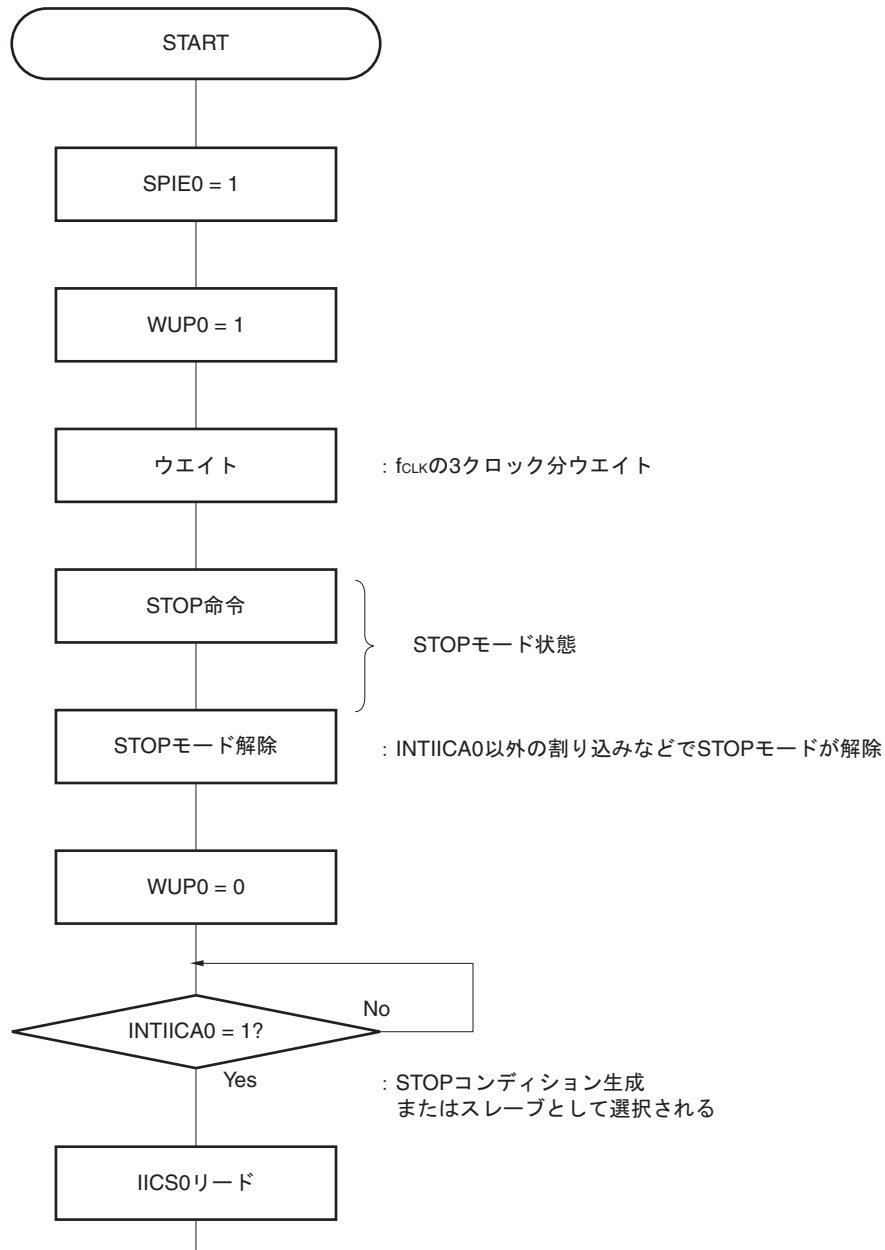 START
SPIE0 = 1
WUP0 = 1
ウエイト
: fCLKの3クロック分ウエイト
STOP命令
STOPモード状態
STOPモード解除
: INTIICA0以外の割り込みなどでSTOPモードが解除
WUP0 = 0
No
INTIICA0 = 1?
Yes
: STOPコンディション生成
またはスレーブとして選択される
IICS0リード